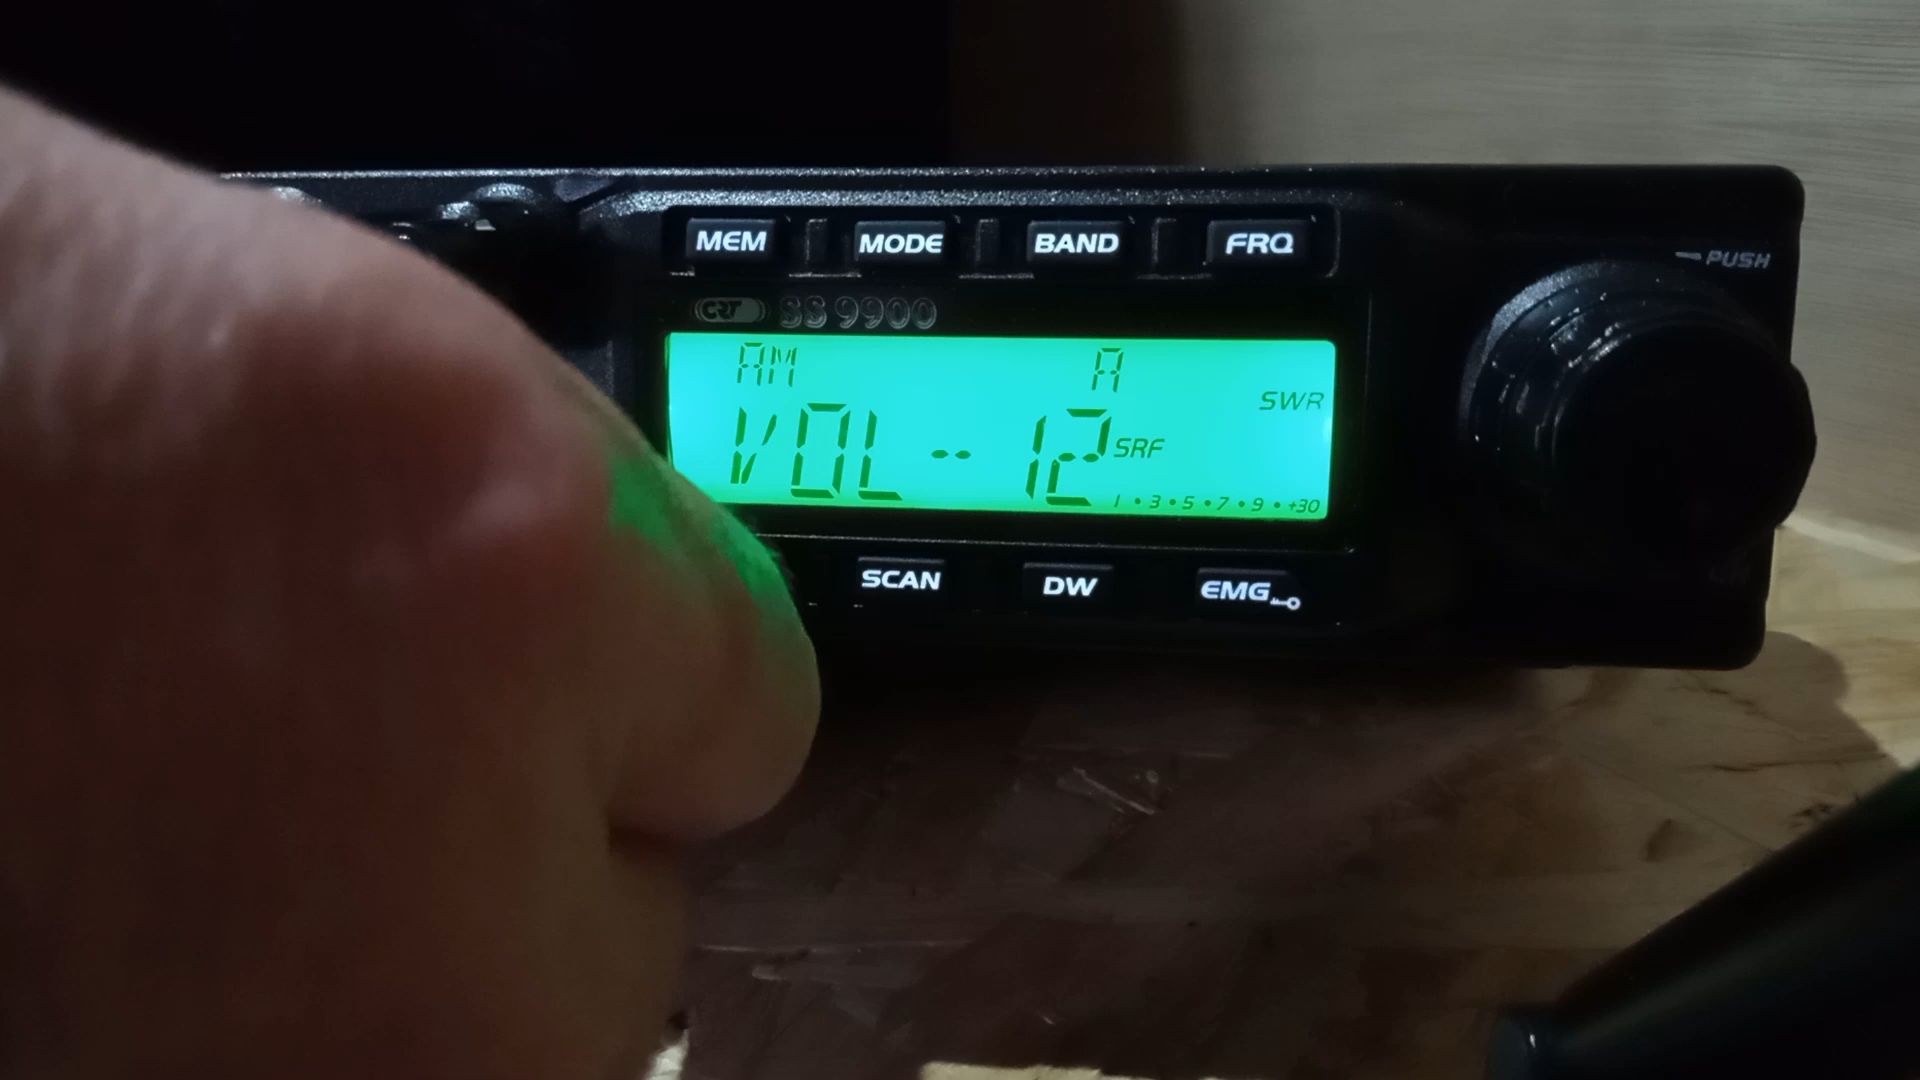 MEM MODE BAND FRQ
PUSH
CRT SS 9900
AM A
SWR
VOL -- 12 SRF
1 • 3 • 5 • 7 • 9 • +30
SCAN DW EMG